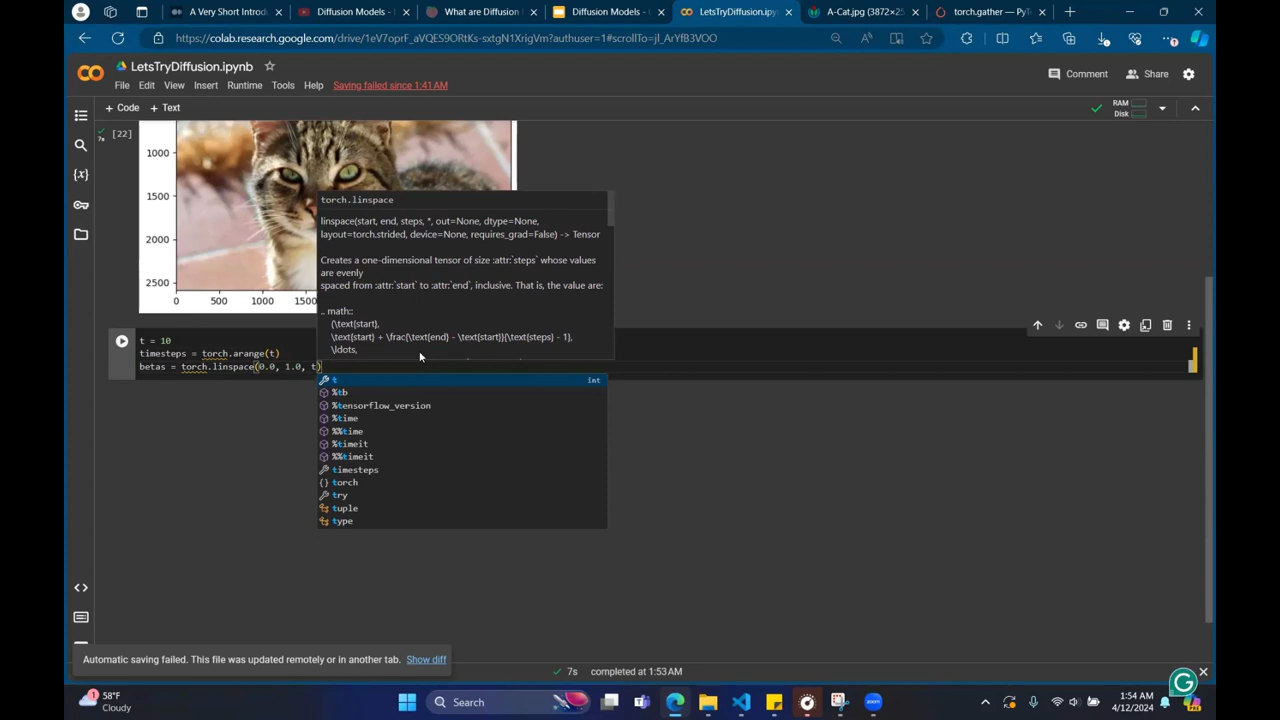 A Very Short Introdu
Diffusion Models -
What are Diffusion
Diffusion Models - G
LetsTryDiffusion.ipyn
A-Cat.jpg (3872×25
torch.gather — PyTo
https://colab.research.google.com/drive/1eV7oprF_aVQES9ORtKs-sxtgN1XrigVm?authuser=1#scrollTo=jl_ArYfB3VOO
LetsTryDiffusion.ipynb
File Edit View Insert Runtime Tools Help Saving failed since 1:41 AM
Comment Share
+ Code + Text
RAM
Disk
[22]
7s
1000
1500
2000
2500
0 500 1000 1500
torch.linspace
linspace(start, end, steps, *, out=None, dtype=None,
layout=torch.strided, device=None, requires_grad=False) -> Tensor
Creates a one-dimensional tensor of size :attr:`steps` whose values
are evenly
spaced from :attr:`start` to :attr:`end`, inclusive. That is, the value are:
.. math::
(\text{start},
\text{start} + \frac{\text{end} - \text{start}}{\text{steps} - 1},
\ldots,
t = 10
timesteps = torch.arange(t)
betas = torch.linspace(0.0, 1.0, t)
t int
%tb
%tensorflow_version
%time
%%time
%timeit
%%timeit
timesteps
{} torch
try
tuple
type
Automatic saving failed. This file was updated remotely or in another tab. Show diff
7s completed at 1:53 AM
58°F
Cloudy
Search
1:54 AM
4/12/2024